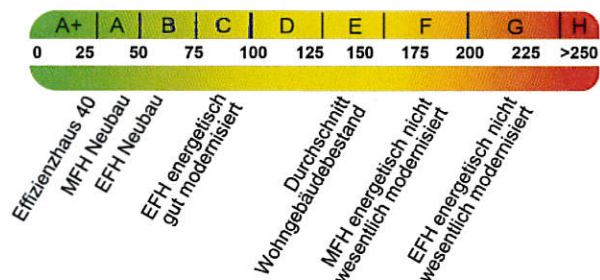 A+ A B C D E F G H
0 25 50 75 100 125 150 175 200 225 >250
Effizienzhaus 40
MFH Neubau
EFH Neubau
EFH energetisch
gut modernisiert
Durchschnitt
Wohngebäudebestand
MFH energetisch nicht
wesentlich modernisiert
EFH energetisch nicht
wesentlich modernisiert